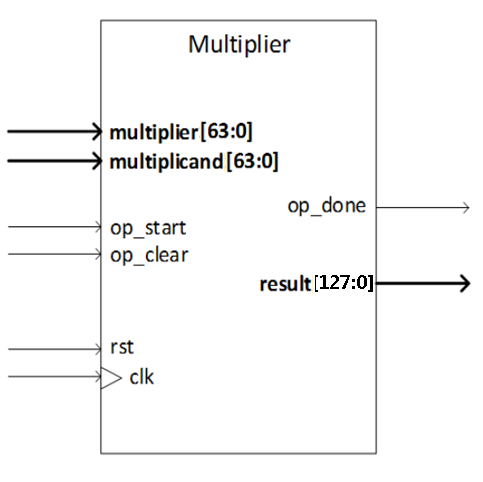 Multiplier
multiplier[63:0]
multiplicand[63:0]
op_start
op_clear
op_done
result[127:0]
rst
clk